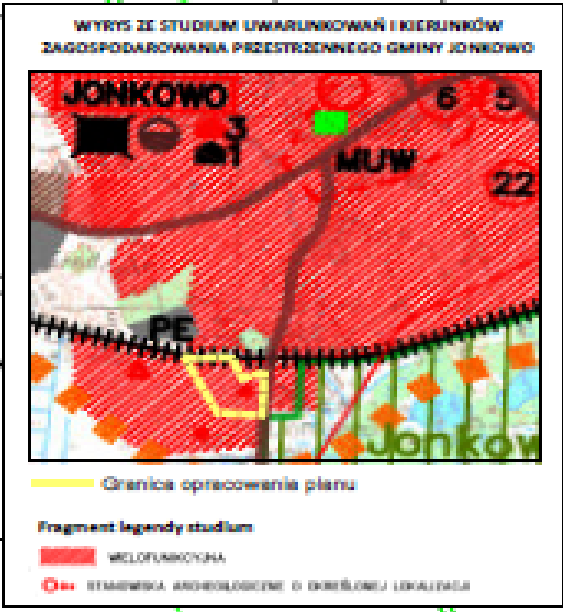 WYRYS ZE STUDIUM UWARUNKOWAŃ I KIERUNKÓW
ZAGOSPODAROWANIA PRZESTRZENNEGO GMINY JONKOWO
JONKOWO
6 5
3
1
MUW
22
PE
Jonkow
Granica opracowania planu
Fragment legendy studium
WIELOFUNKCYJNA
STANOWISKA ARCHEOLOGICZNE O OKREŚLONEJ LOKALIZACJI